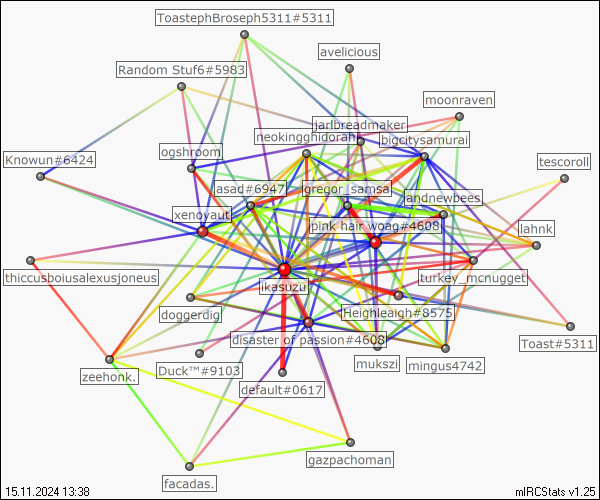 ToastephBroseph5311#5311
avelicious
Random Stuf6#5983
moonraven
jarlbreadmaker
neokingghidorah
bigcitysamurai
Knowun#6424
ogshroom
tescoroll
asad#6947
gregor_samsa_
landnewbees
xenoyaut
pink hair woag#4608
lahnk
thiccusboiusalexusjoneus
turkey_mcnugget
ikasuzu
doggerdig
Heighleaigh#8575
disaster of passion#4608
Toast#5311
mukszi
mingus4742
Duck™#9103
zeehonk.
default#0617
gazpachoman
facadas.
15.11.2024 13:38
mIRCStats v1.25